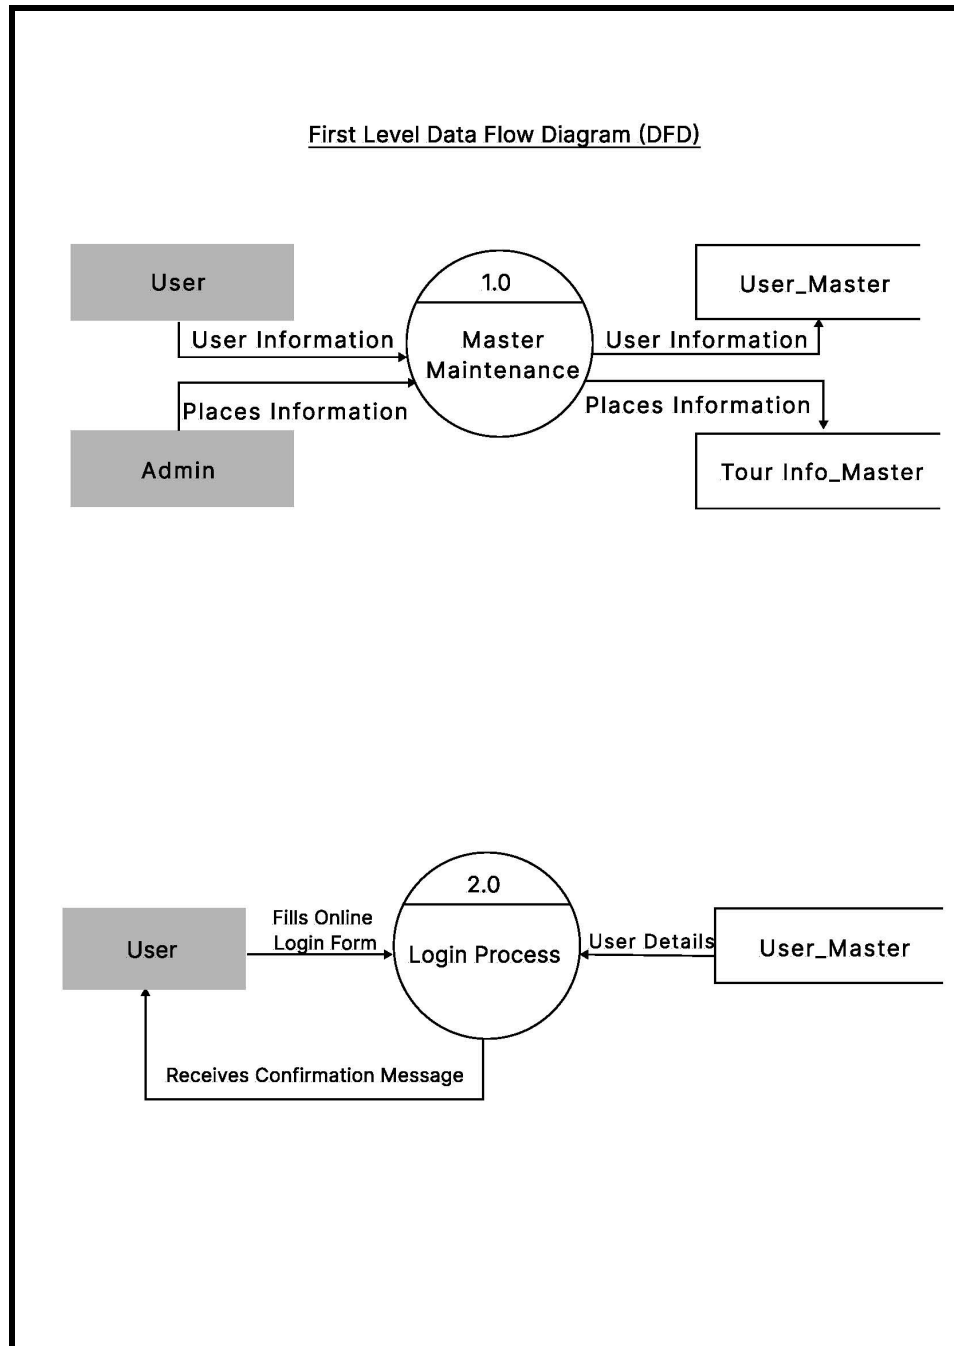 First Level Data Flow Diagram (DFD)
User
1.0
User_Master
User Information
Master
Maintenance
User Information
Places Information
Places Information
Admin
Tour Info_Master
2.0
Fills Online
Login Form
User
Login Process
User Details
User_Master
Receives Confirmation Message